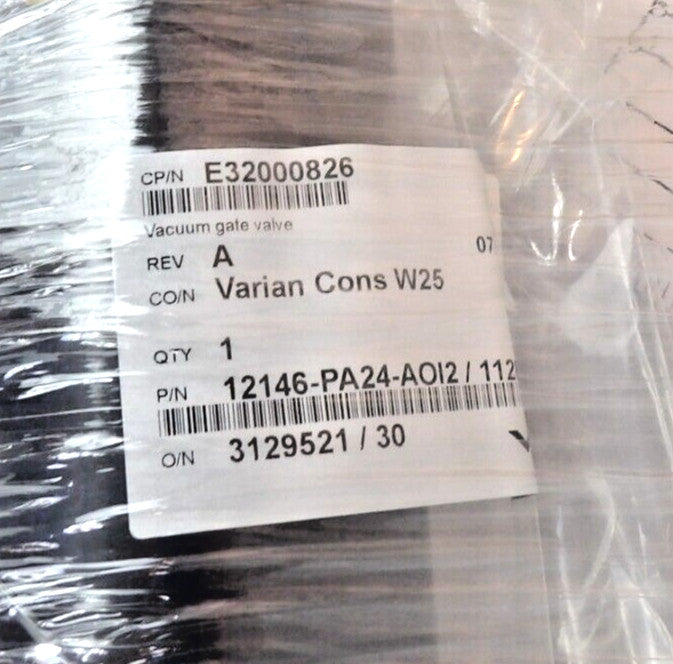 CP/N E32000826
Vacuum gate valve
REV A 07
CO/N Varian Cons W25
QTY 1
P/N 12146-PA24-AOI2 / 112
O/N 3129521 / 30